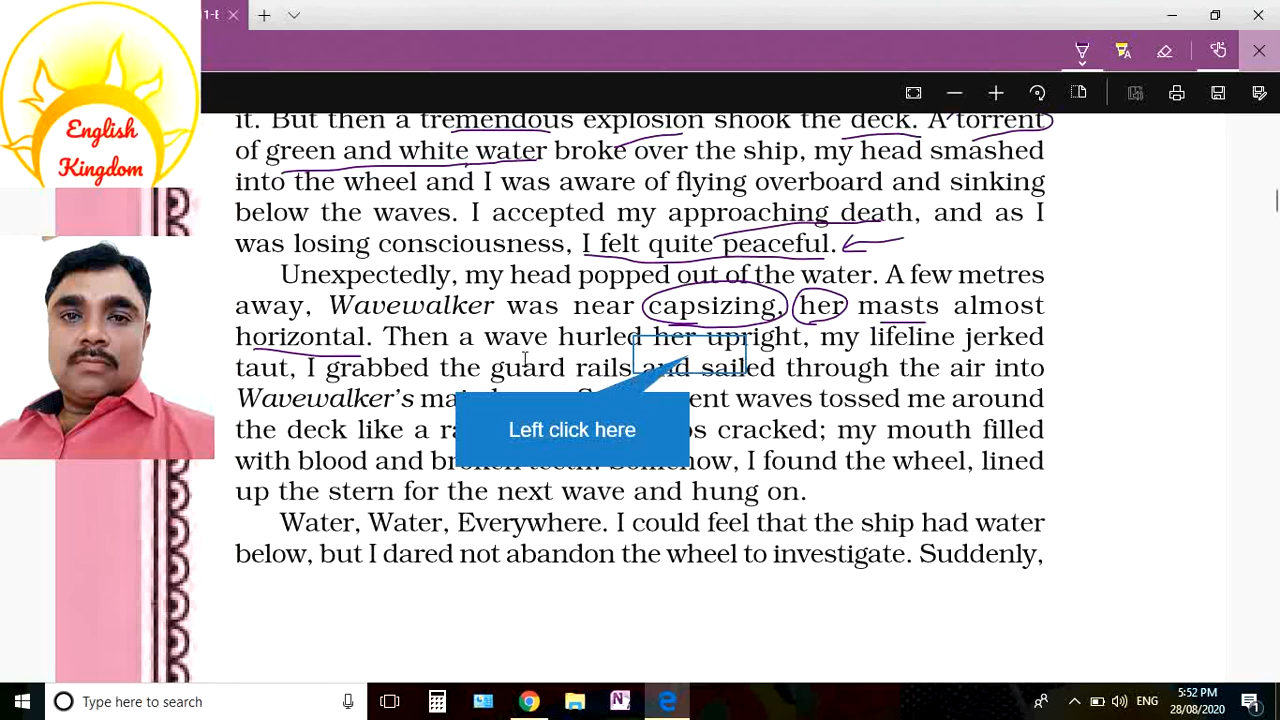 1-E
English
Kingdom
it. But then a tremendous explosion shook the deck. A torrent
of green and white water broke over the ship, my head smashed
into the wheel and I was aware of flying overboard and sinking
below the waves. I accepted my approaching death, and as I
was losing consciousness, I felt quite peaceful.
Unexpectedly, my head popped out of the water. A few metres
away, Wavewalker was near capsizing, her masts almost
horizontal. Then a wave hurled her upright, my lifeline jerked
taut, I grabbed the guard rails and sailed through the air into
Wavewalker's waves tossed me around
the deck like a cracked; my mouth filled
with blood and broken teeth. Somehow, I found the wheel, lined
up the stern for the next wave and hung on.
Left click here
Water, Water, Everywhere. I could feel that the ship had water
below, but I dared not abandon the wheel to investigate. Suddenly,
Type here to search
ENG
5:52 PM
28/08/2020